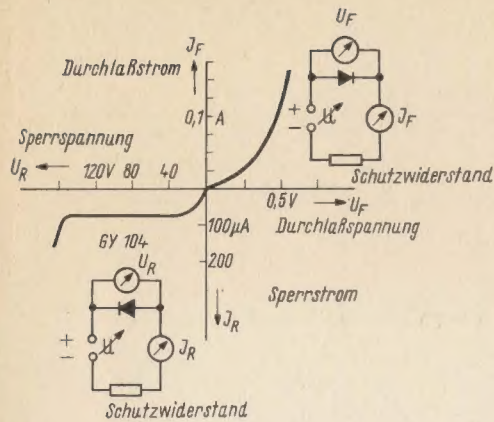 J_F
U_F
Durchlaßstrom
0,1 A
+
−
U
J_F
Schutzwiderstand
Sperrspannung
U_R
120V 80 40
0,5V
U_F
Durchlaßspannung
100µA
200
GY 104
Sperrstrom
J_R
U_R
+
−
U
J_R
Schutzwiderstand